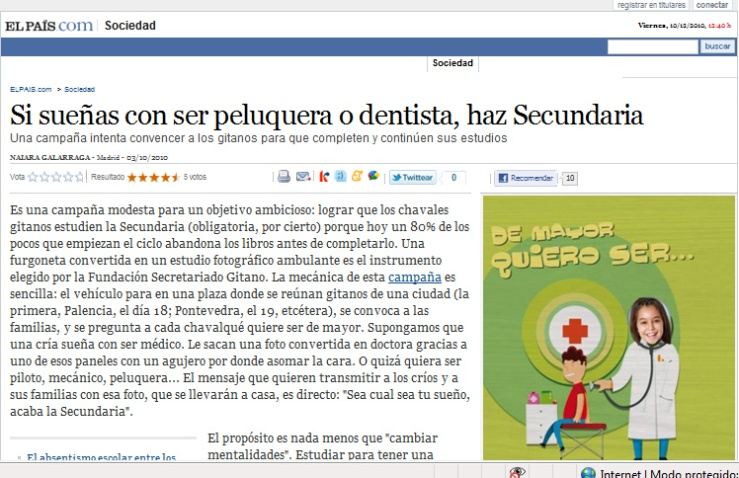 registrar en titulares conectar
EL PAÍS.com Sociedad
Viernes, 10/12/2010, 12:40 h
buscar
Sociedad
ELPAIS.com > Sociedad
Si sueñas con ser peluquera o dentista, haz Secundaria
Una campaña intenta convencer a los gitanos para que completen y continúen sus estudios
NAIARA GALARRAGA - Madrid - 03/10/2010
Vota Resultado 5 votos
Twittear 0
Recomendar 10
Es una campaña modesta para un objetivo ambicioso: lograr que los chavales
gitanos estudien la Secundaria (obligatoria, por cierto) porque hoy un 80% de los
pocos que empiezan el ciclo abandona los libros antes de completarlo. Una
furgoneta convertida en un estudio fotográfico ambulante es el instrumento
elegido por la Fundación Secretariado Gitano. La mecánica de esta campaña es
sencilla: el vehículo para en una plaza donde se reúnan gitanos de una ciudad (la
primera, Palencia, el día 18; Pontevedra, el 19, etcétera), se convoca a las
familias, y se pregunta a cada chavalqué quiere ser de mayor. Supongamos que
una cría sueña con ser médico. Le sacan una foto convertida en doctora gracias a
uno de esos paneles con un agujero por donde asomar la cara. O quizá quiera ser
piloto, mecánico, peluquera... El mensaje que quieren transmitir a los críos y a
sus familias con esa foto, que se llevarán a casa, es directo: "Sea cual sea tu sueño,
acaba la Secundaria".
DE MAYOR
QUIERO SER...
El absentismo escolar entre los
El propósito es nada menos que "cambiar
mentalidades". Estudiar para tener una
Internet | Modo protegido: